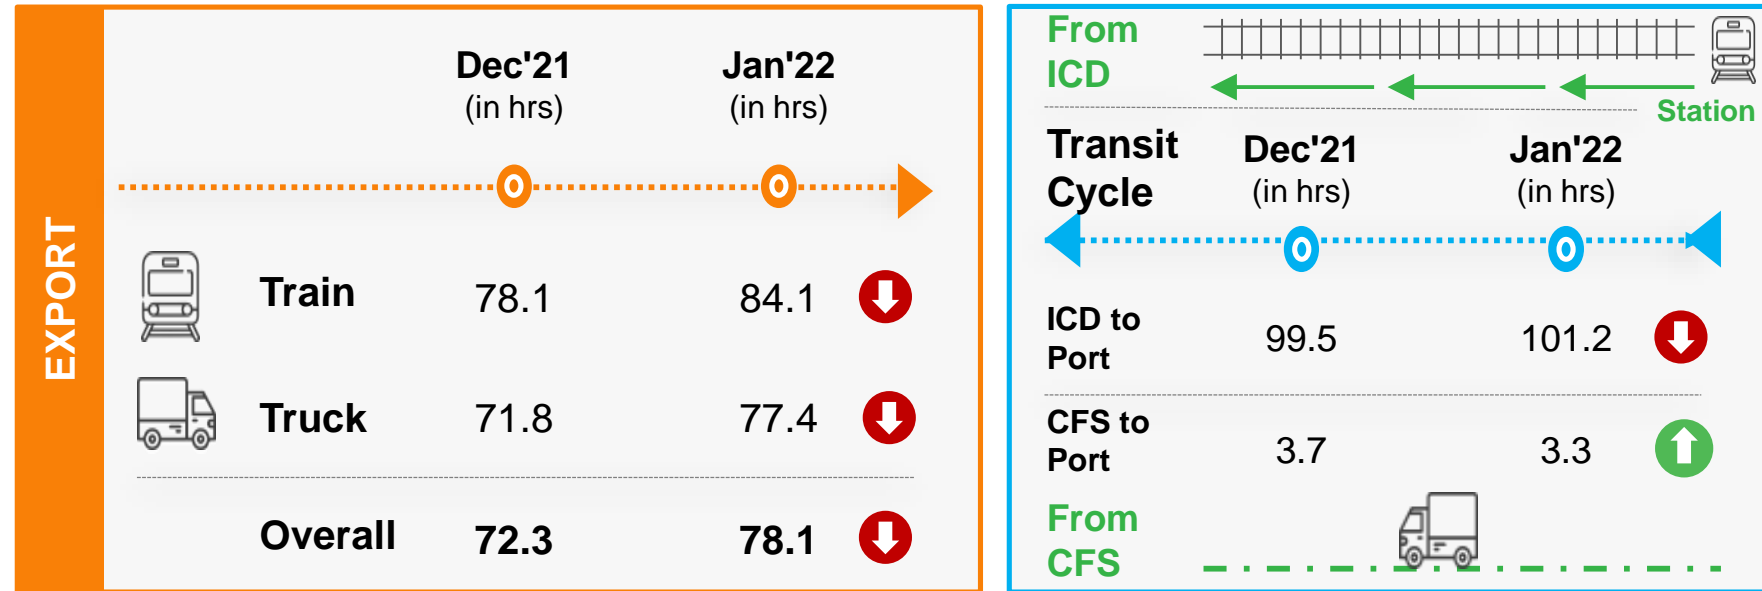 EXPORT
Dec'21 Jan'22
(in hrs) (in hrs)
Train 78.1 84.1
Truck 71.8 77.4
Overall 72.3 78.1
From
ICD
Station
Transit
Cycle
Dec'21 Jan'22
(in hrs) (in hrs)
ICD to
Port
99.5 101.2
CFS to
Port
3.7 3.3
From
CFS